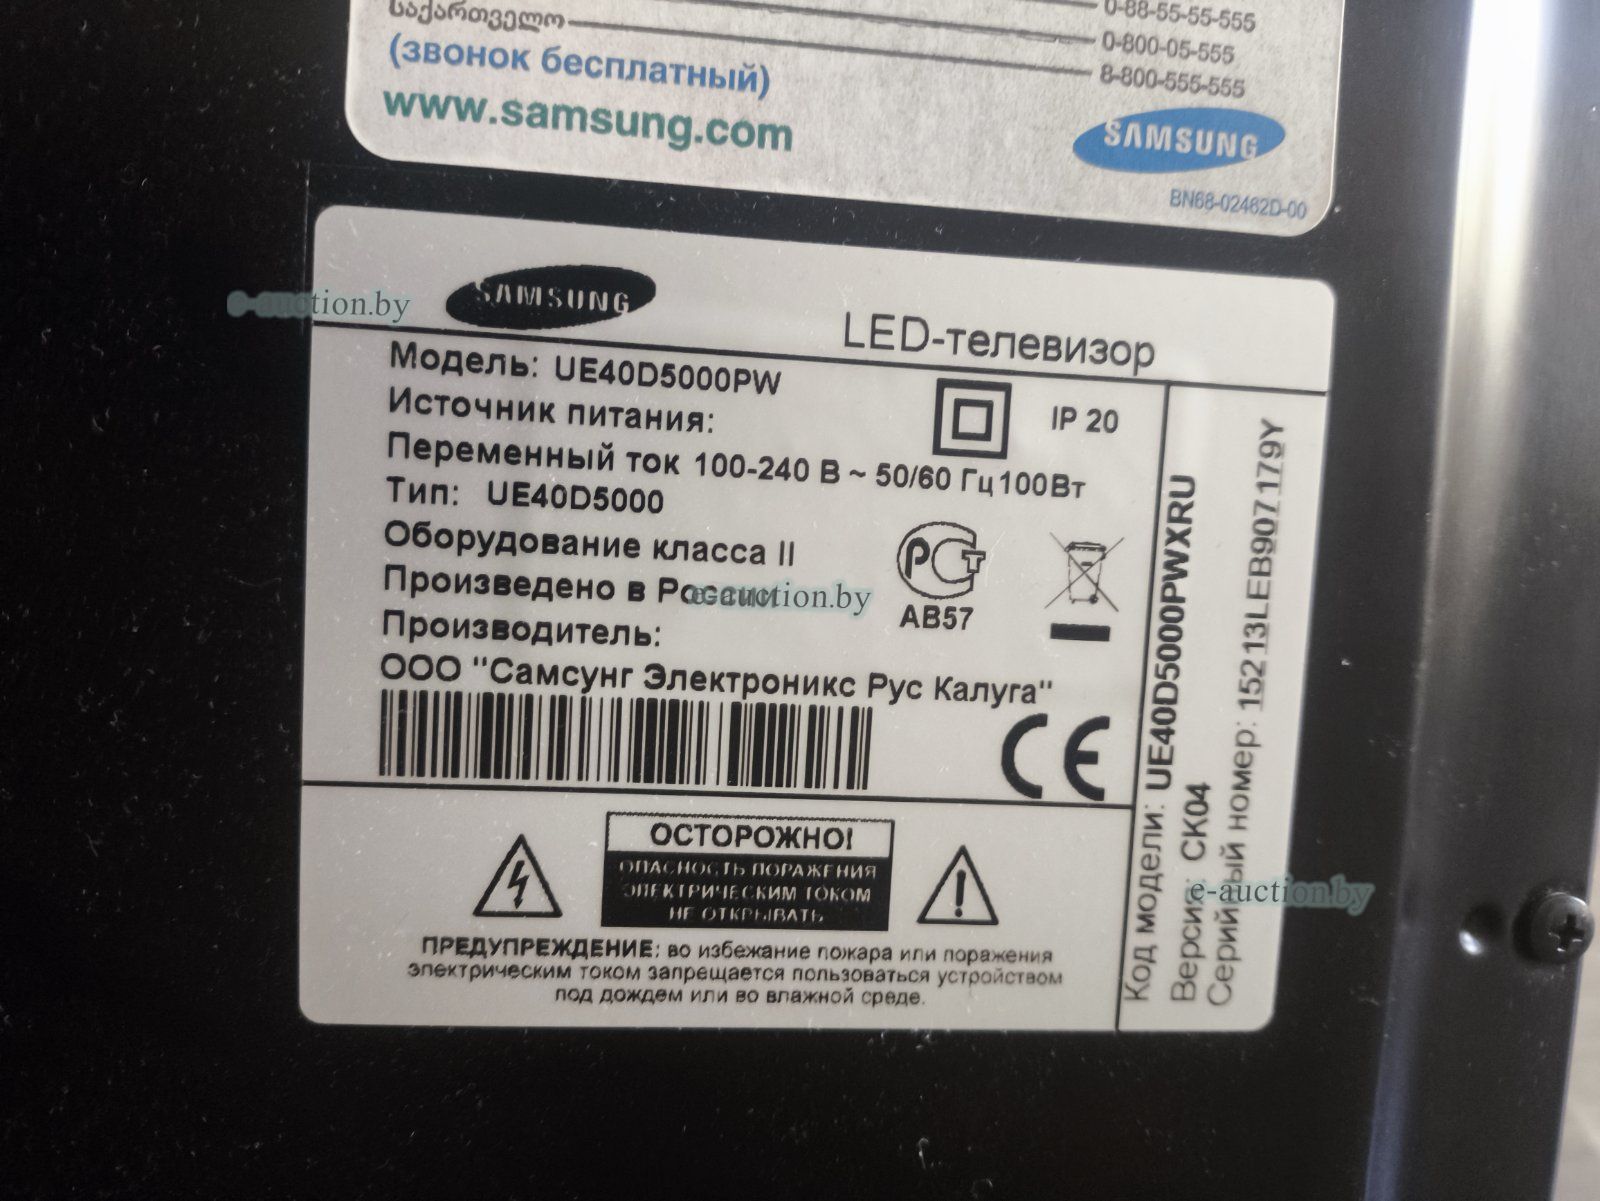 საქართველო
0-88-55-55-555
0-800-05-555
8-800-555-555
(звонок бесплатный)
www.samsung.com
SAMSUNG
BN68-02462D-00
SAMSUNG
e-auction.by
LED-телевизор
Модель: UE40D5000PW
Источник питания:
IP 20
Переменный ток 100-240 В ~ 50/60 Гц 100Вт
Тип: UE40D5000
Оборудование класса II
Произведено в России
e-auction.by
РСТ
АВ57
Производитель:
ООО "Самсунг Электроникс Рус Калуга"
CE
ОСТОРОЖНО!
ОПАСНОСТЬ ПОРАЖЕНИЯ
ЭЛЕКТРИЧЕСКИМ ТОКОМ
НЕ ОТКРЫВАТЬ
ПРЕДУПРЕЖДЕНИЕ: во избежание пожара или поражения
электрическим током запрещается пользоваться устройством
под дождем или во влажной среде.
Код модели: UE40D5000PWXRU
Версия: CK04
Серийный номер: 15213LEB907179Y
e-auction.by